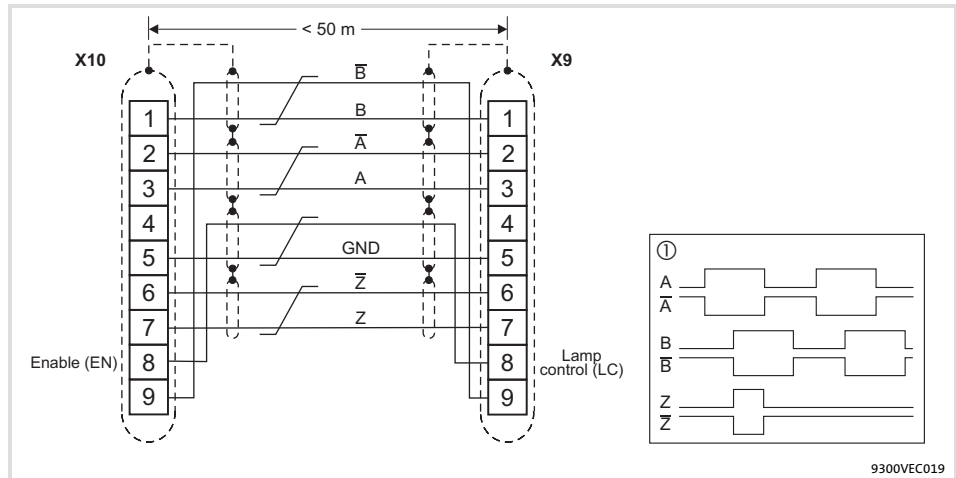 < 50 m
X10
X9
B̅
B
A̅
A
GND
Z̅
Z
1
2
3
4
5
6
7
8
9
1
2
3
4
5
6
7
8
9
Enable (EN)
Lamp
control (LC)
①
A
A̅
B
B̅
Z
Z̅
9300VEC019